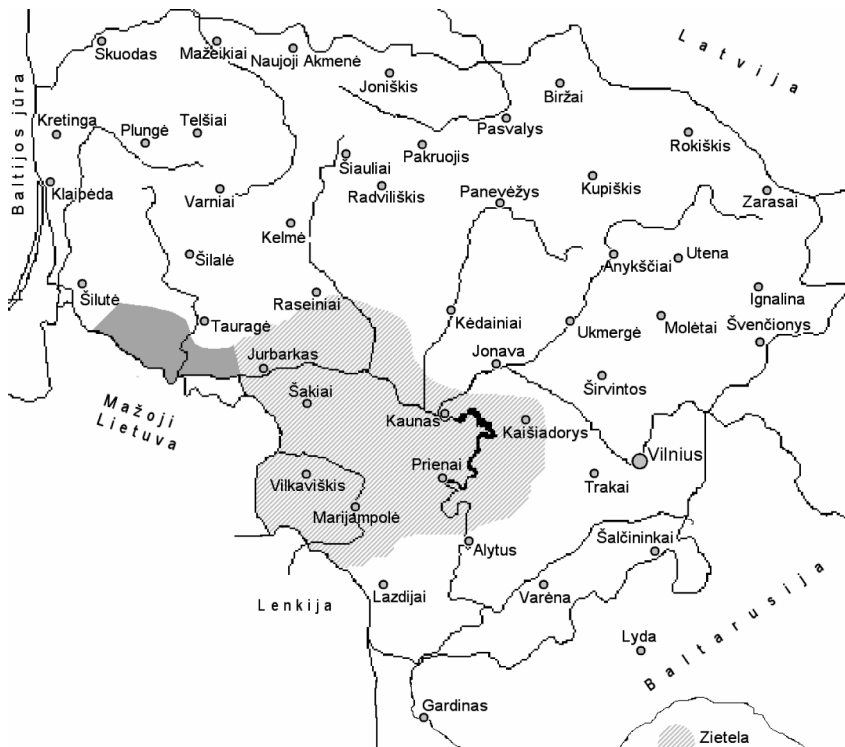 Skuodas
Mažeikiai
Naujoji Akmenė
Latvija
Joniškis
Biržai
Baltijos jūra
Kretinga
Plungė
Telšiai
Pasvalys
Pakruojis
Rokiškis
Šiauliai
Klaipėda
Varniai
Radviliškis
Panevėžys
Kupiškis
Zarasai
Kelmė
Šilalė
Anykščiai
Utena
Šilutė
Raseiniai
Ignalina
Tauragė
Kėdainiai
Ukmergė
Molėtai
Švenčionys
Jurbarkas
Jonava
Širvintos
Mažoji
Lietuva
Šakiai
Kaunas
Kaišiadorys
Vilnius
Prienai
Vilkaviškis
Trakai
Marijampolė
Alytus
Šalčininkai
Lenkija
Lazdijai
Varėna
Baltarusija
Lyda
Gardinas
Zietela